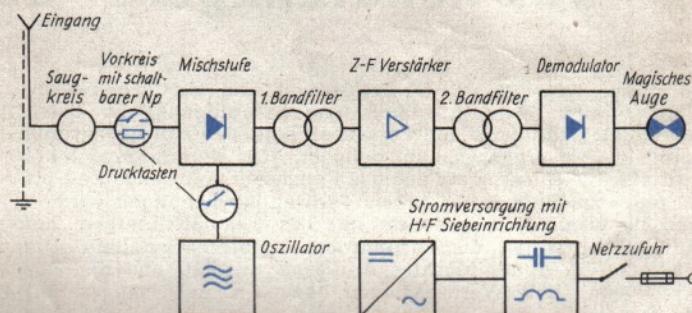 Eingang
Saug-
kreis
Vorkreis
mit schalt-
barer Np
Mischstufe
1. Bandfilter
Z-F Verstärker
2. Bandfilter
Demodulator
Magisches
Auge
Drucktasten
Oszillator
Stromversorgung mit
H-F Siebeinrichtung
Netzzufuhr